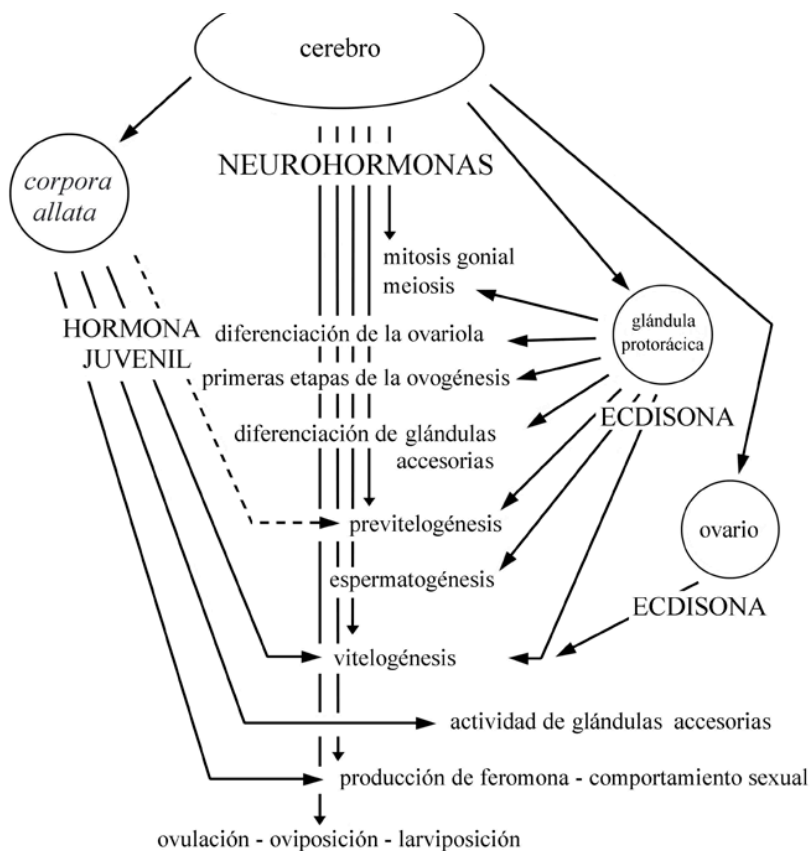 cerebro
corpora
allata
NEUROHORMONAS
mitosis gonial
meiosis
HORMONA
JUVENIL
diferenciación de la ovariola
glándula
protorácica
primeras etapas de la ovogénesis
ECDISONA
diferenciación de glándulas
accesorias
previtelogénesis
ovario
espermatogénesis
ECDISONA
vitelogénesis
actividad de glándulas accesorias
producción de feromona - comportamiento sexual
ovulación - oviposición - larviposición